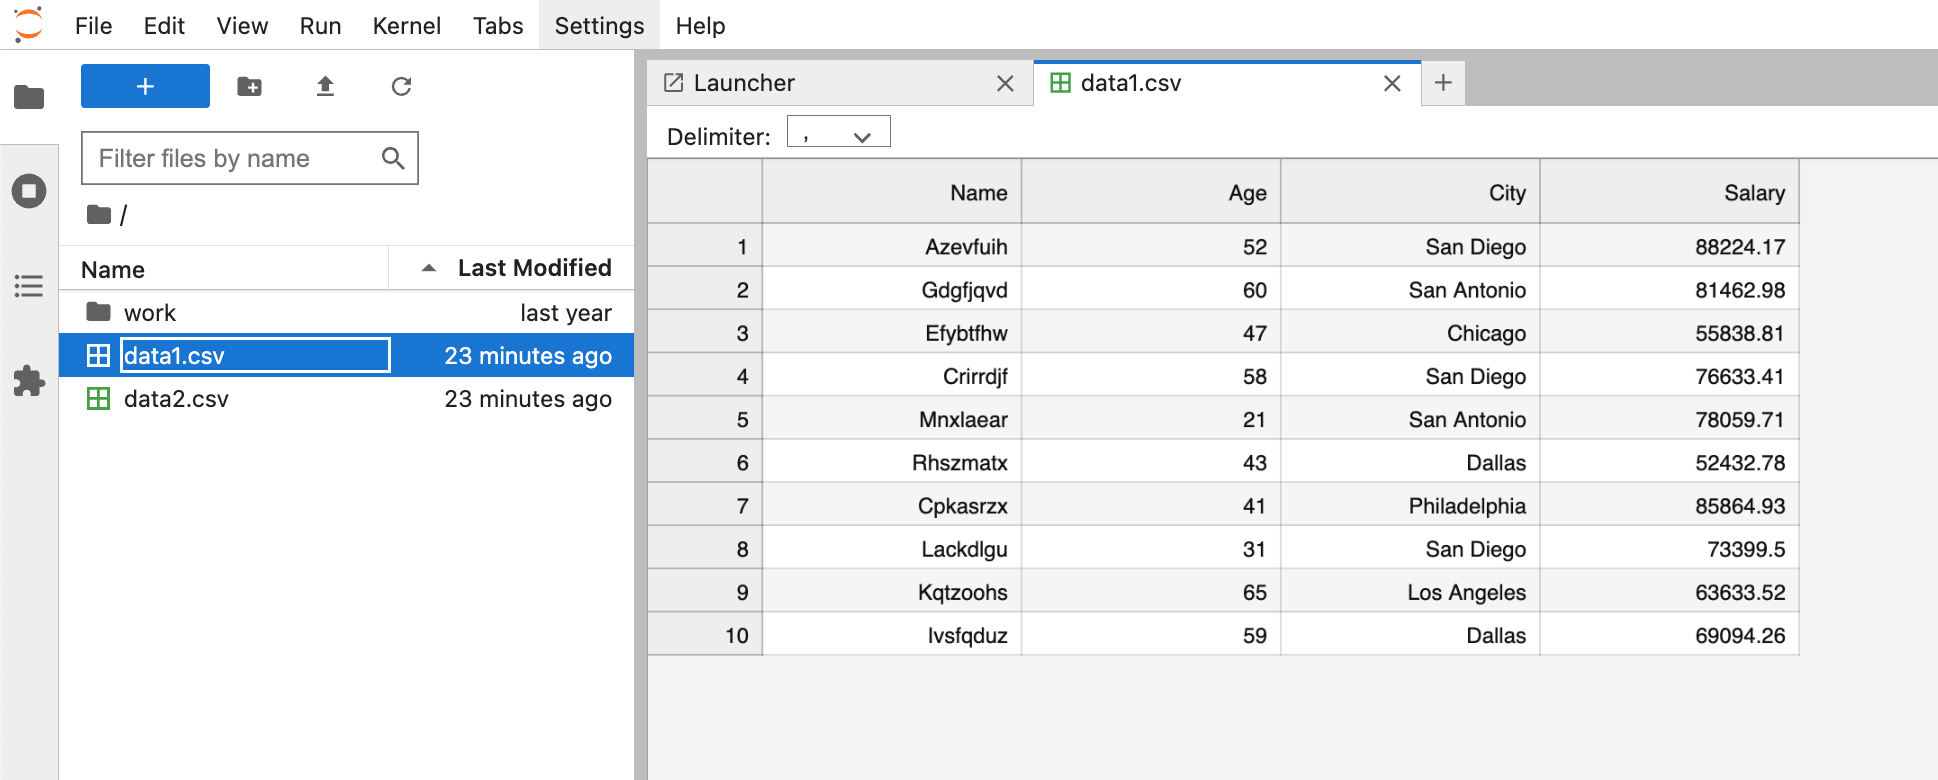 File Edit View Run Kernel Tabs Settings Help
+
Filter files by name
/
Name Last Modified
work last year
data1.csv 23 minutes ago
data2.csv 23 minutes ago
Launcher data1.csv +
Delimiter: ,
Name Age City Salary
1 Azevfuih 52 San Diego 88224.17
2 Gdgfjqvd 60 San Antonio 81462.98
3 Efybtfhw 47 Chicago 55838.81
4 Crirrdjf 58 San Diego 76633.41
5 Mnxlaear 21 San Antonio 78059.71
6 Rhszmatx 43 Dallas 52432.78
7 Cpkasrzx 41 Philadelphia 85864.93
8 Lackdlgu 31 San Diego 73399.5
9 Kqtzoohs 65 Los Angeles 63633.52
10 Ivsfqduz 59 Dallas 69094.26